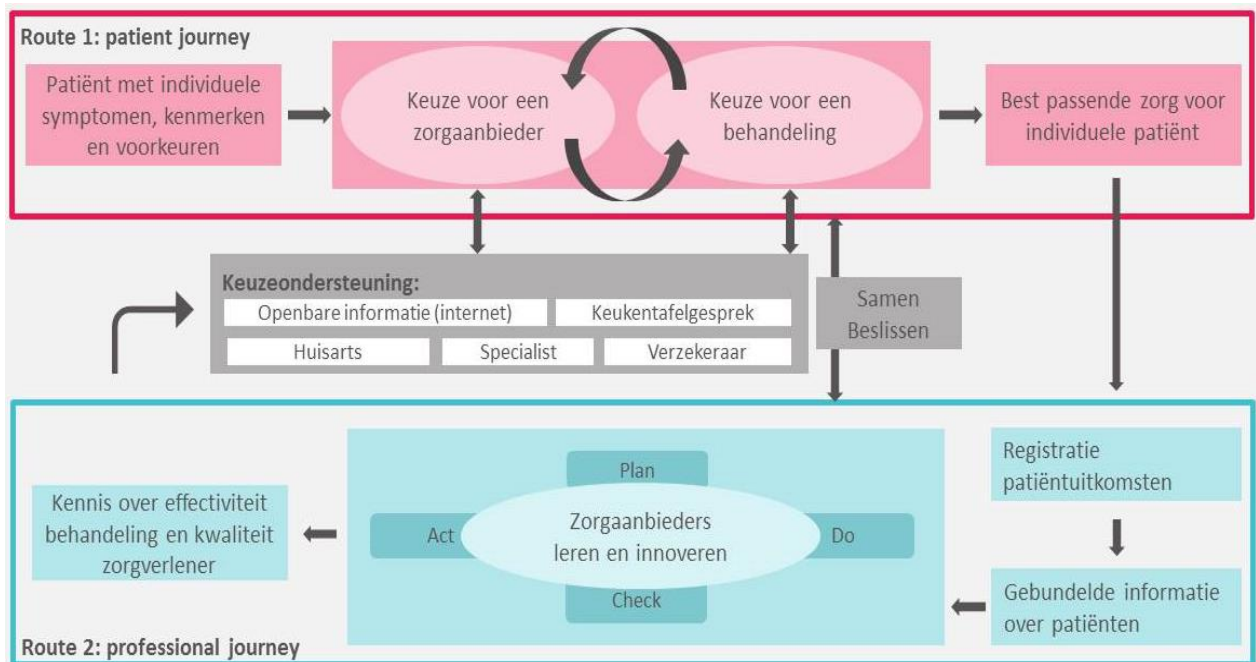 Route 1: patient journey
Patiënt met individuele
symptomen, kenmerken
en voorkeuren
Keuze voor een
zorgaanbieder
Keuze voor een
behandeling
Best passende zorg voor
individuele patiënt
Keuzeondersteuning:
Openbare informatie (internet)
Keukentafelgesprek
Huisarts
Specialist
Verzekeraar
Samen
Beslissen
Registratie
patiëntuitkomsten
Gebundelde informatie
over patiënten
Plan
Act
Zorgaanbieders
leren en innoveren
Do
Check
Kennis over effectiviteit
behandeling en kwaliteit
zorgverlener
Route 2: professional journey